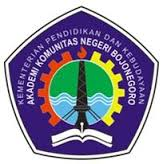 KEMENTERIAN PENDIDIKAN DAN KEBUDAYAAN
AKADEMI KOMUNITAS NEGERI BOJONEGORO